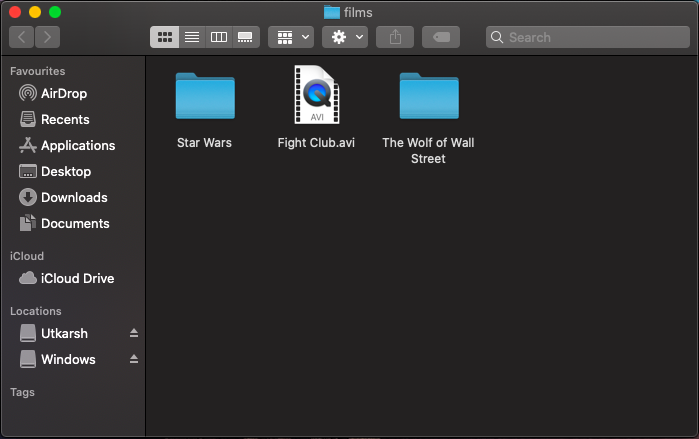 films
Search
Favourites
AirDrop
Recents
Applications
Desktop
Downloads
Documents
iCloud
iCloud Drive
Locations
Utkarsh
Windows
Tags
Star Wars
AVI
Fight Club.avi
The Wolf of Wall
Street